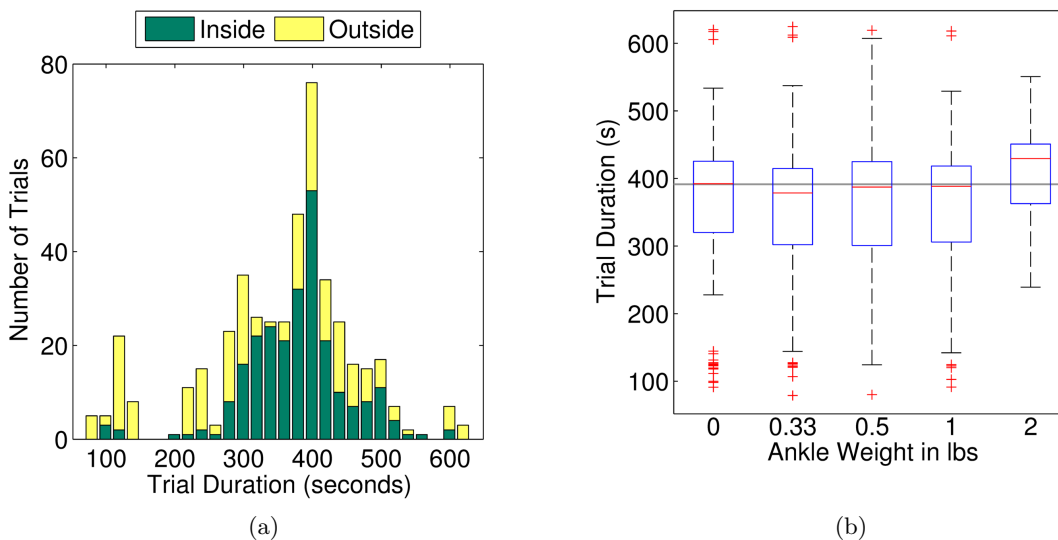 Inside Outside
80
60
40
20
0
Number of Trials
100 200 300 400 500 600
Trial Duration (seconds)
(a)
600
500
400
300
200
100
Trial Duration (s)
0 0.33 0.5 1 2
Ankle Weight in lbs
(b)